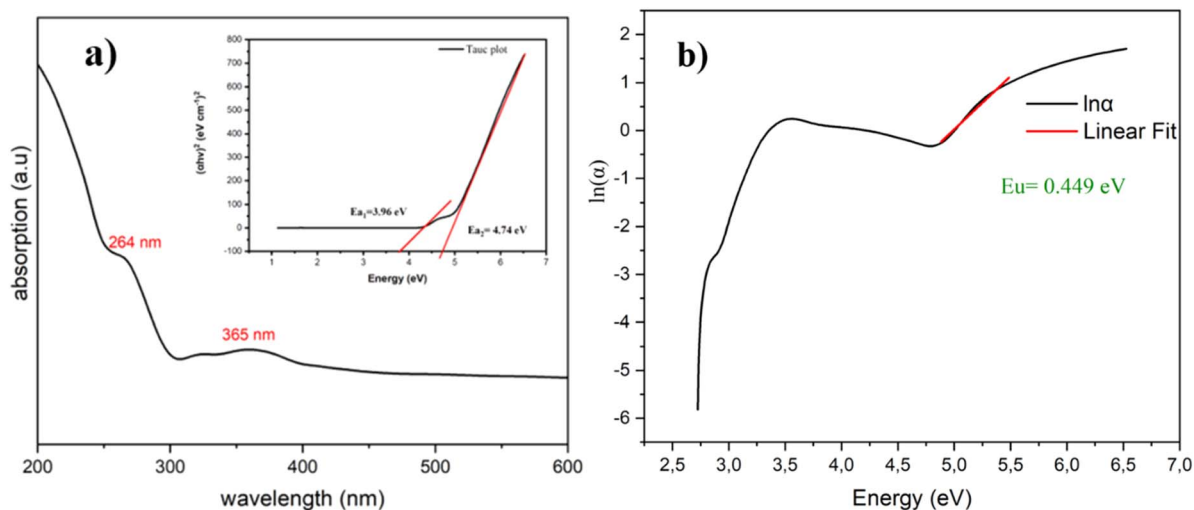 a)
absorption (a.u)
264 nm
365 nm
200
300
400
500
600
wavelength (nm)
Tauc plot
(αhν)² (eV cm⁻¹)²
800
700
600
500
400
300
200
100
0
-100
Ea₁=3.96 eV
Ea₂= 4.74 eV
1
2
3
4
5
6
7
Energy (eV)
b)
ln(α)
2
1
0
-1
-2
-3
-4
-5
-6
lnα
Linear Fit
Eu= 0.449 eV
2,5
3,0
3,5
4,0
4,5
5,0
5,5
6,0
6,5
7,0
Energy (eV)